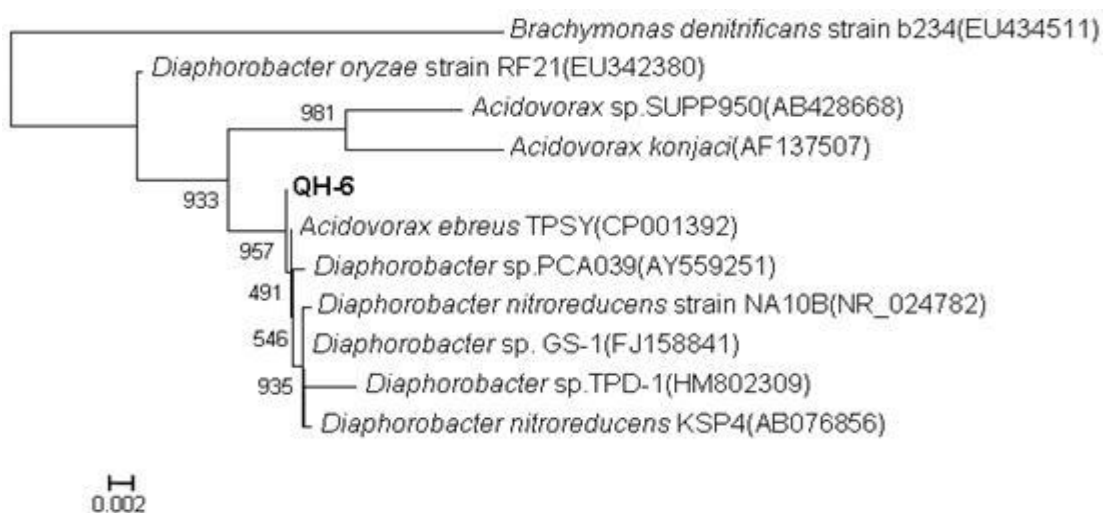 Brachymonas denitrificans strain b234(EU434511)
Diaphorobacter oryzae strain RF21(EU342380)
Acidovorax sp.SUPP950(AB428668)
981
Acidovorax konjaci(AF137507)
QH-6
933
Acidovorax ebreus TPSY(CP001392)
957
Diaphorobacter sp.PCA039(AY559251)
491
Diaphorobacter nitroreducens strain NA10B(NR_024782)
546
Diaphorobacter sp. GS-1(FJ158841)
935
Diaphorobacter sp.TPD-1(HM802309)
Diaphorobacter nitroreducens KSP4(AB076856)
0.002